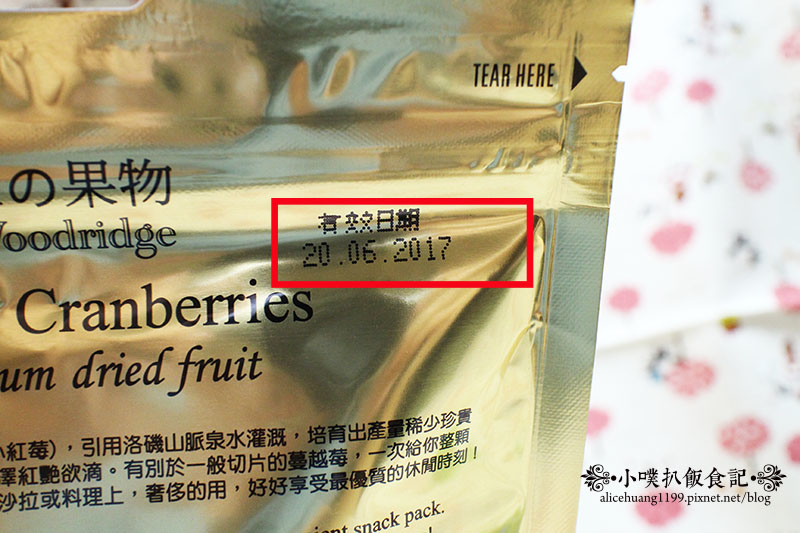 TEAR HERE
の果物
Woodridge
有效日期
20.06.2017
Cranberries
dried fruit
小紅莓），引用洛磯山脈泉水灌溉，培育出產量稀少珍貴
澤紅艷欲滴。有別於一般切片的蔓越莓，一次給你整顆
沙拉或料理上，奢侈的用，好好享受最優質的休閒時刻！
snack pack.
小噗扒飯食記
alicehuang1199.pixnet.net/blog